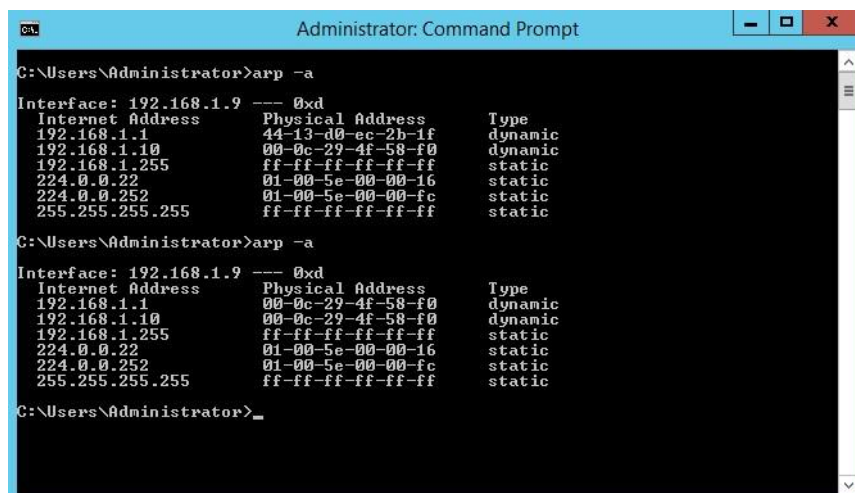 Administrator: Command Prompt
C:\Users\Administrator>arp -a
Interface: 192.168.1.9 --- 0xd
Internet Address Physical Address Type
192.168.1.1 44-13-d0-ec-2b-1f dynamic
192.168.1.10 00-0c-29-4f-58-f0 dynamic
192.168.1.255 ff-ff-ff-ff-ff-ff static
224.0.0.22 01-00-5e-00-00-16 static
224.0.0.252 01-00-5e-00-00-fc static
255.255.255.255 ff-ff-ff-ff-ff-ff static
C:\Users\Administrator>arp -a
Interface: 192.168.1.9 --- 0xd
Internet Address Physical Address Type
192.168.1.1 00-0c-29-4f-58-f0 dynamic
192.168.1.10 00-0c-29-4f-58-f0 dynamic
192.168.1.255 ff-ff-ff-ff-ff-ff static
224.0.0.22 01-00-5e-00-00-16 static
224.0.0.252 01-00-5e-00-00-fc static
255.255.255.255 ff-ff-ff-ff-ff-ff static
C:\Users\Administrator>_